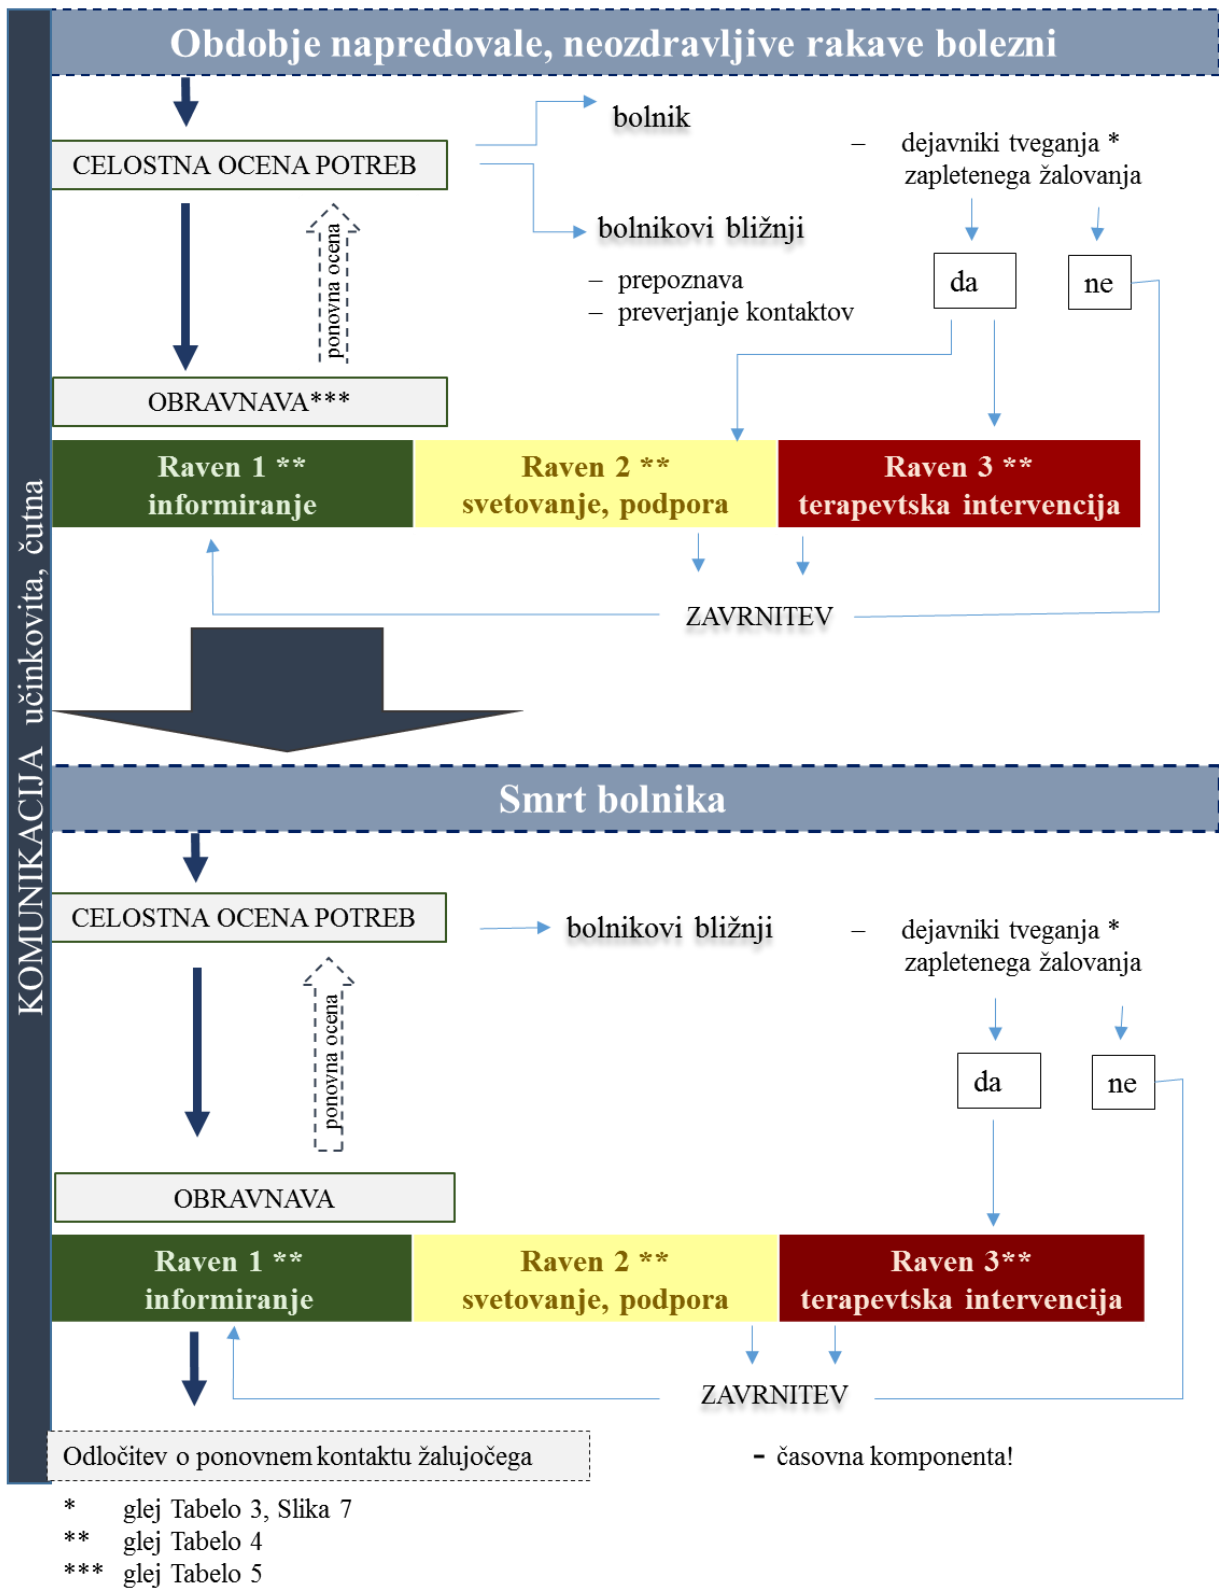 Obdobje napredovale, neozdravljive rakave bolezni
KOMUNIKACIJA učinkovita, čutna
CELOSTNA OCENA POTREB
bolnik
– dejavniki tveganja *
zapletenega žalovanja
bolnikovi bližnji
– prepoznava
– preverjanje kontaktov
da
ne
ponovna ocena
OBRAVNAVA***
Raven 1 **
informiranje
Raven 2 **
svetovanje, podpora
Raven 3 **
terapevtska intervencija
ZAVRNITEV
Smrt bolnika
CELOSTNA OCENA POTREB
bolnikovi bližnji
– dejavniki tveganja *
zapletenega žalovanja
da
ne
ponovna ocena
OBRAVNAVA
Raven 1 **
informiranje
Raven 2 **
svetovanje, podpora
Raven 3**
terapevtska intervencija
ZAVRNITEV
Odločitev o ponovnem kontaktu žalujočega
- časovna komponenta!
* glej Tabelo 3, Slika 7
** glej Tabelo 4
*** glej Tabelo 5